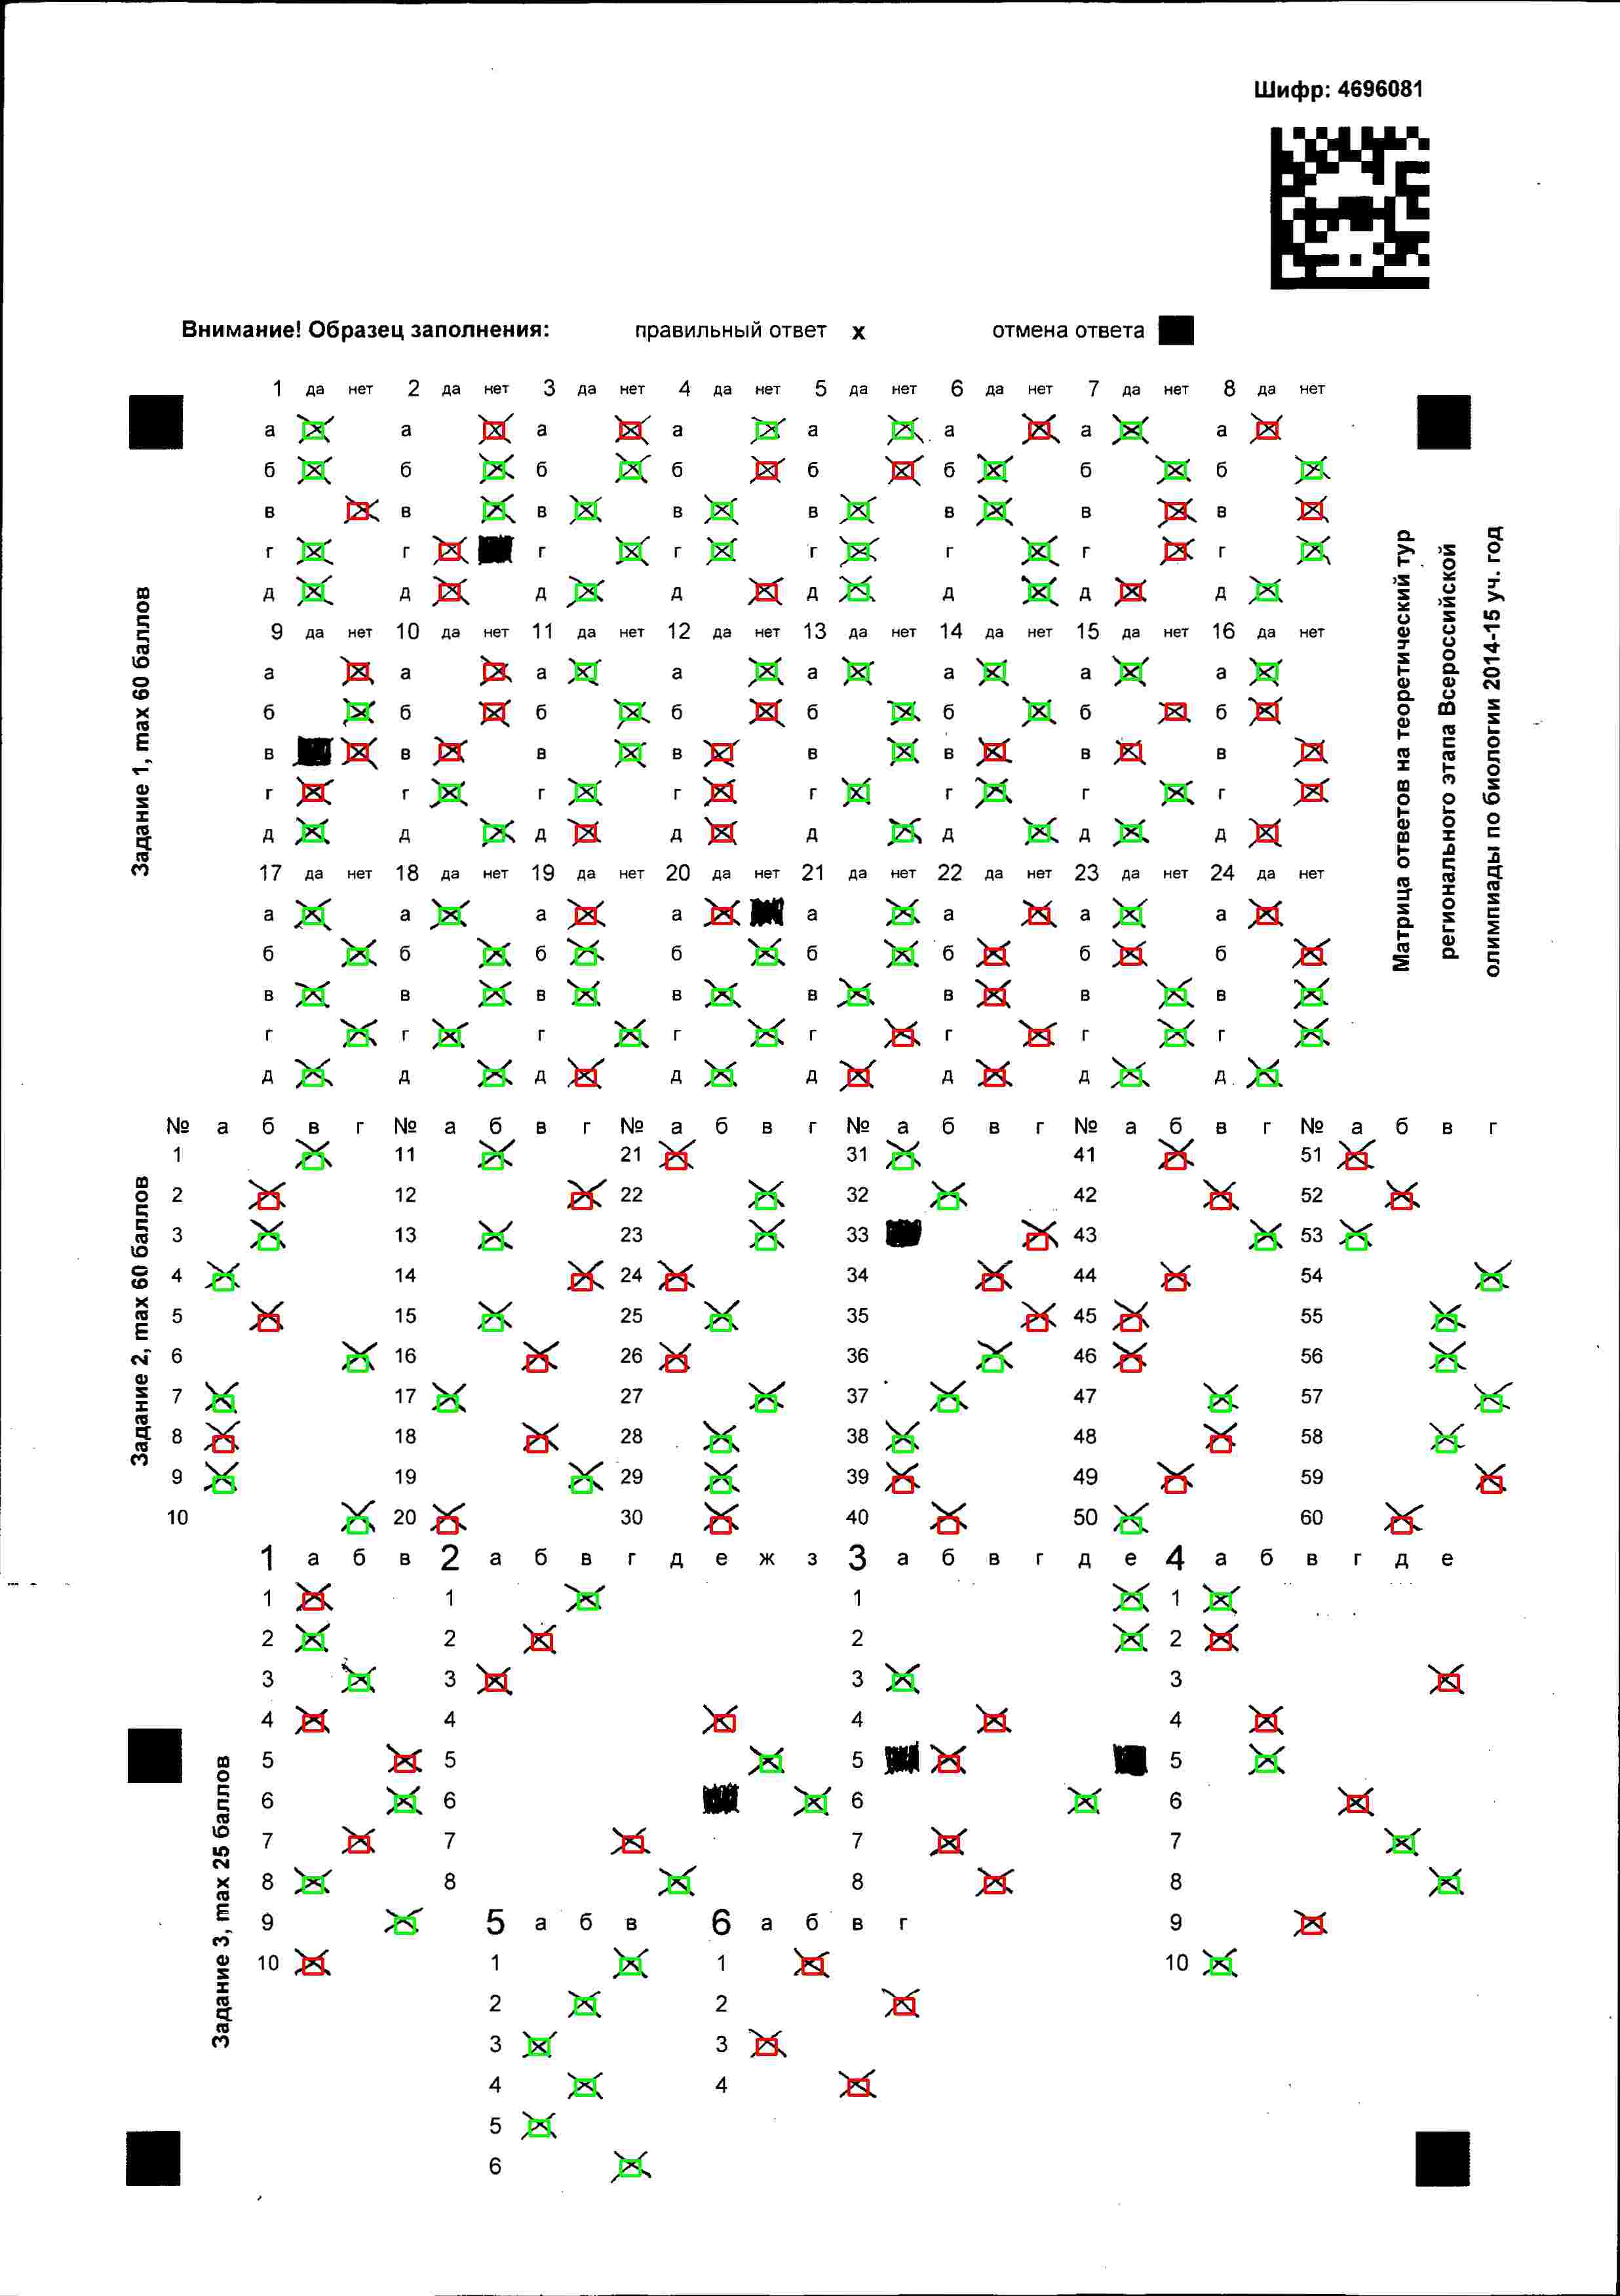 Шифр: 4696081
Внимание! Образец заполнения: правильный ответ x отмена ответа
1 да нет 2 да нет 3 да нет 4 да нет 5 да нет 6 да нет 7 да нет 8 да нет
а а а а а а а а
б б б б б б б б
в в в в в в в в
г г г г г г г г
д д д д д д д д
9 да нет 10 да нет 11 да нет 12 да нет 13 да нет 14 да нет 15 да нет 16 да нет
а а а а а а а а
б б б б б б б б
в в в в в в в в
г г г г г г г г
д д д д д д д д
17 да нет 18 да нет 19 да нет 20 да нет 21 да нет 22 да нет 23 да нет 24 да нет
а а а а а а а а
б б б б б б б б
в в в в в в в в
г г г г г г г г
д д д д д д д д
Задание 1, max 60 баллов
Матрица ответов на теоретический тур
регионального этапа Всероссийской
олимпиады по биологии 2014-15 уч. год
№ а б в г № а б в г № а б в г № а б в г № а б в г № а б в г
1 11 21 31 41 51
2 12 22 32 42 52
3 13 23 33 43 53
4 14 24 34 44 54
5 15 25 35 45 55
6 16 26 36 46 56
7 17 27 37 47 57
8 18 28 38 48 58
9 19 29 39 49 59
10 20 30 40 50 60
Задание 2, max 60 баллов
1 а б в 2 а б в г д е ж з 3 а б в г д е 4 а б в г д е
1 1 1 1
2 2 2 2
3 3 3 3
4 4 4 4
5 5 5 5
6 6 6 6
7 7 7 7
8 8 8 8
9 5 а б в 6 а б в г 9
10 1 1 10
2 2
3 3
4 4
5
6
Задание 3, max 25 баллов